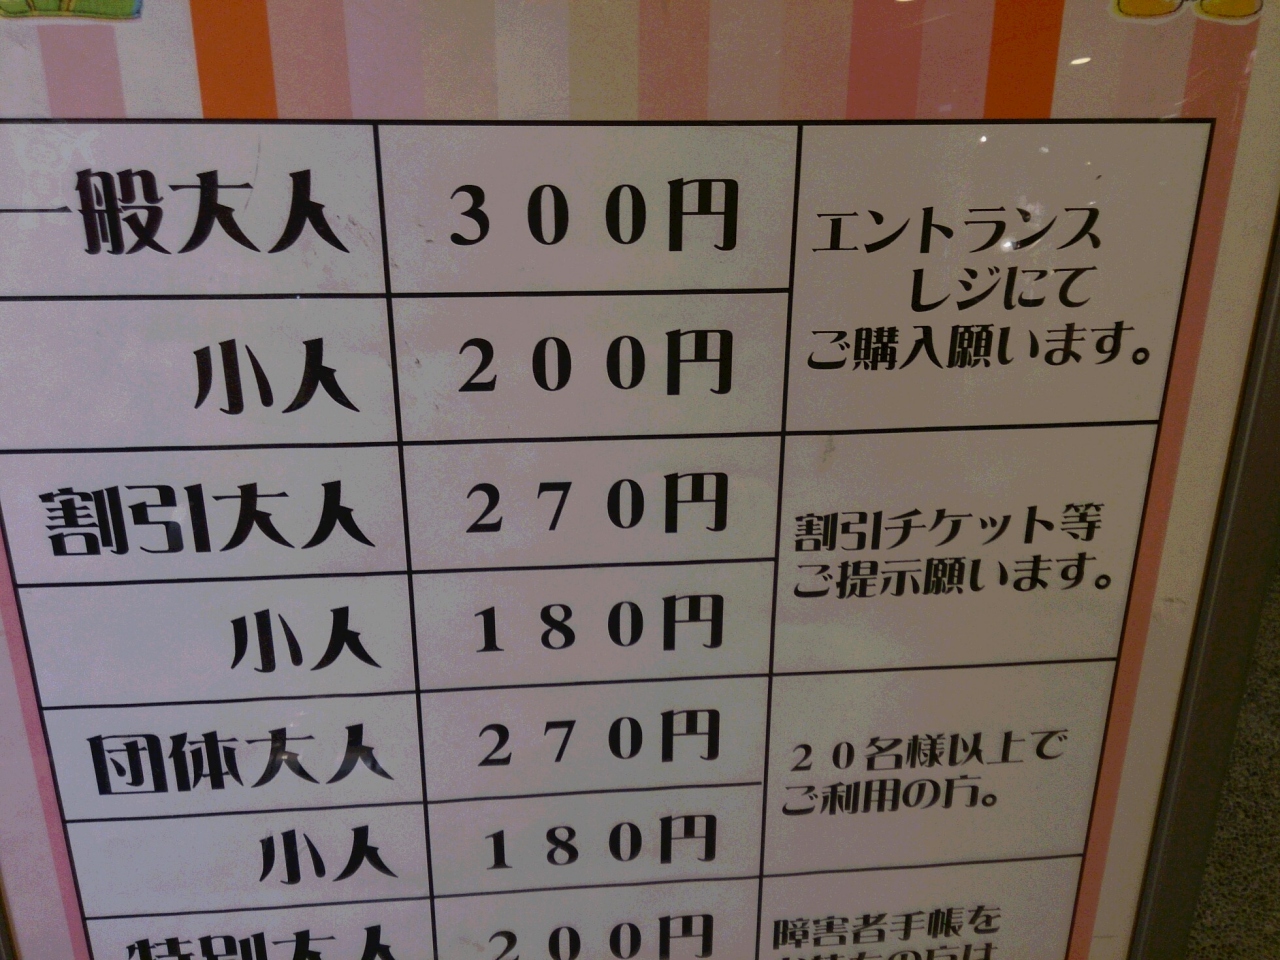 一般大人 300円 エントランス
レジにて
ご購入願います。
小人 200円
割引大人 270円 割引チケット等
ご提示願います。
小人 180円
団体大人 270円 20名様以上で
ご利用の方。
小人 180円
特別大人 200円 障害者手帳を